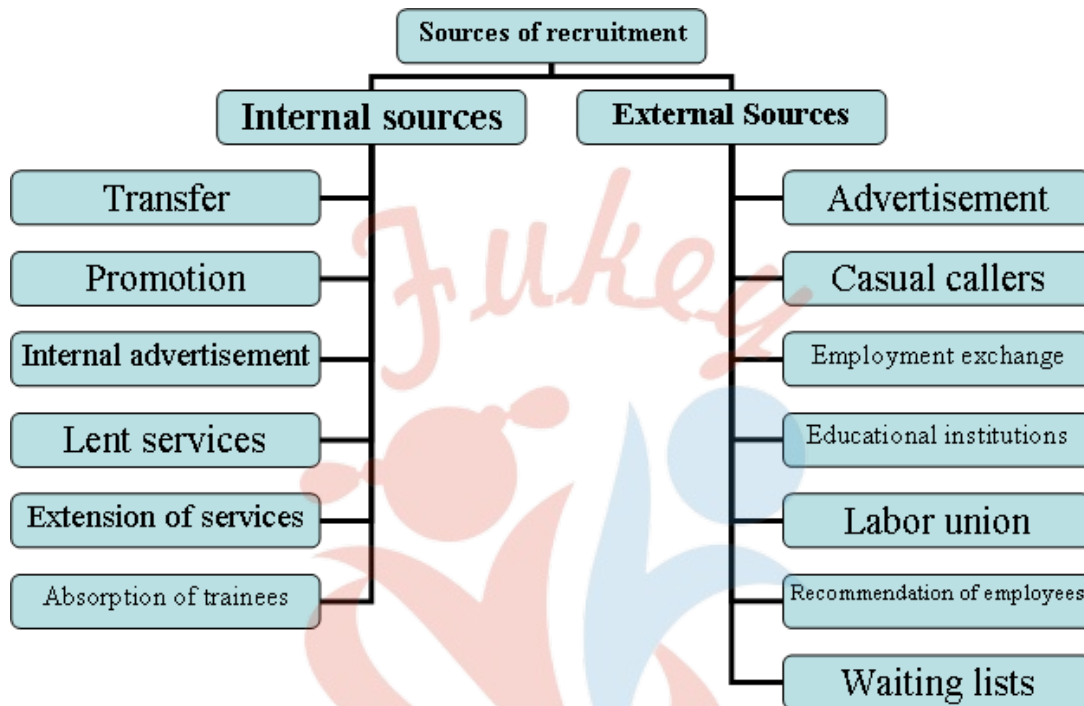 Sources of recruitment
Internal sources
External Sources
Transfer
Promotion
Internal advertisement
Lent services
Extension of services
Absorption of trainees
Advertisement
Casual callers
Employment exchange
Educational institutions
Labor union
Recommendation of employees
Waiting lists
Jukey